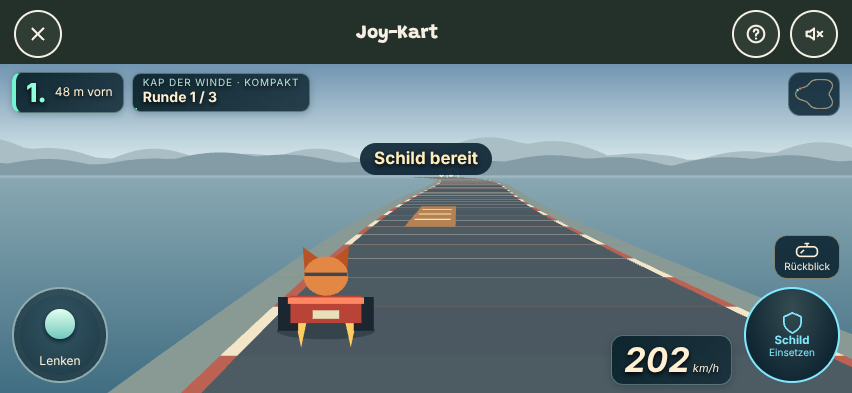 Joy-Kart
1. 48 m vorn
KAP DER WINDE · KOMPAKT
Runde 1 / 3
Schild bereit
Rückblick
Lenken
Schild
Einsetzen
202 km/h